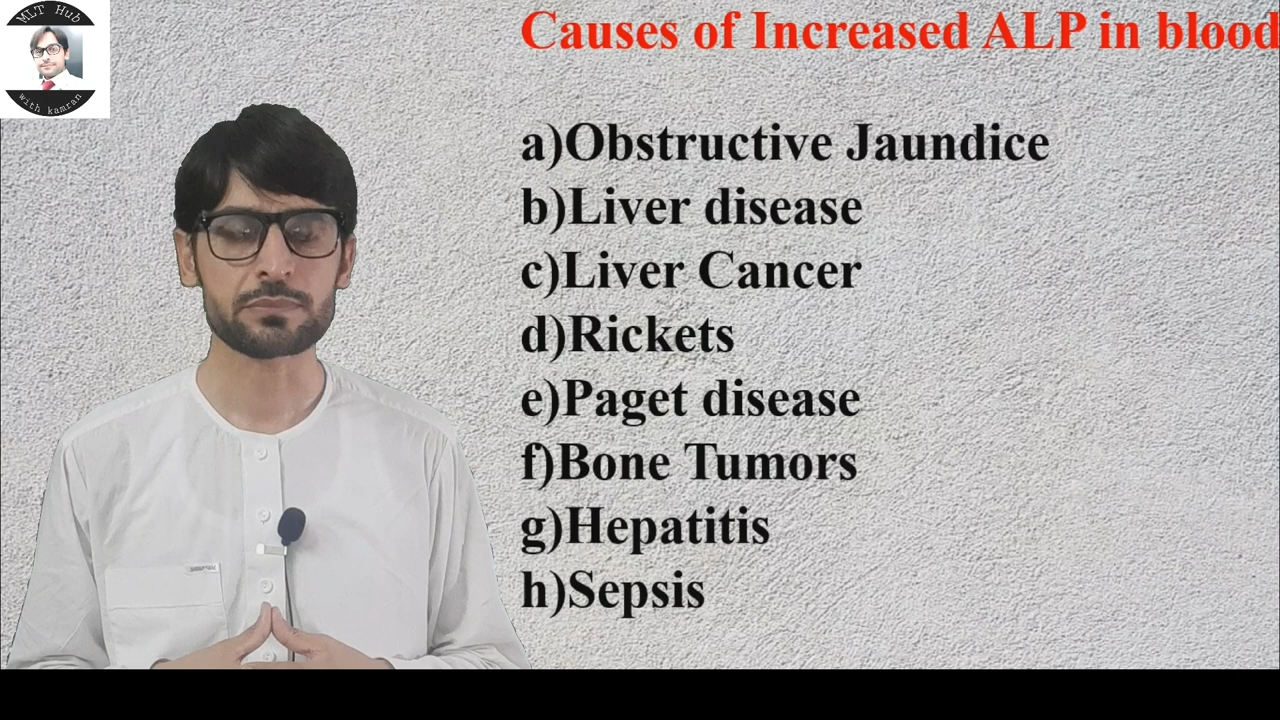 MLT Hub
with kamran
Causes of Increased ALP in blood
a)Obstructive Jaundice
b)Liver disease
c)Liver Cancer
d)Rickets
e)Paget disease
f)Bone Tumors
g)Hepatitis
h)Sepsis